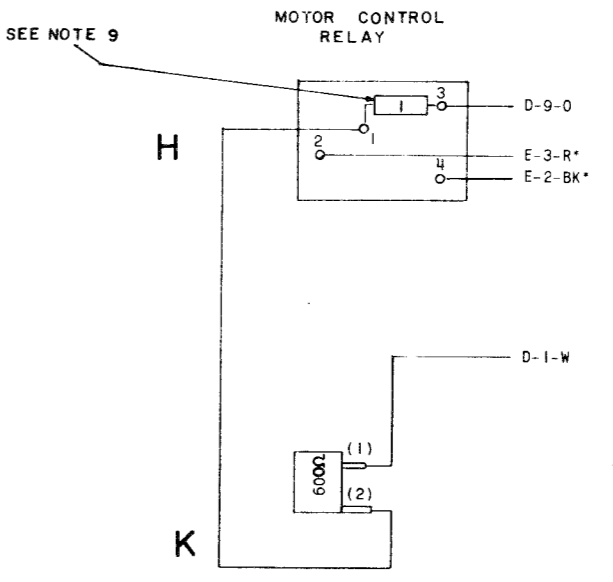 MOTOR CONTROL
RELAY
SEE NOTE 9
1
3
D-9-O
H
1
2
E-3-R*
4
E-2-BK*
D-1-W
(1)
600Ω
(2)
K